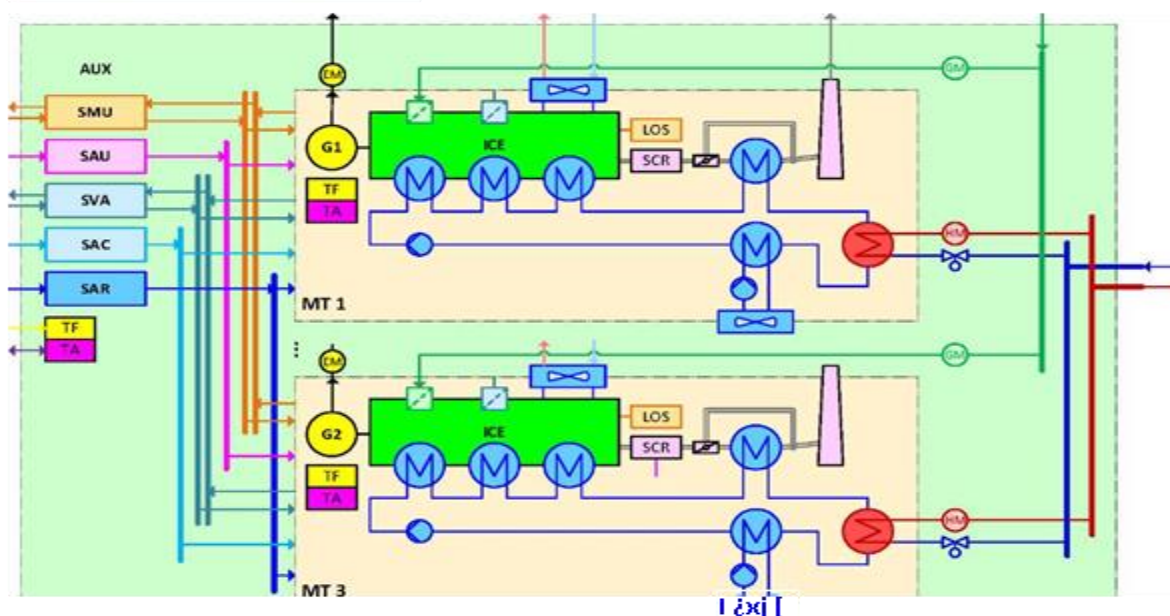 AUX
SMU
SAU
SVA
SAC
SAR
TF
TA
GM
EM
G1
ICE
LOS
SCR
TF
TA
HM
MT 1
GM
EM
G2
ICE
LOS
SCR
TF
TA
HM
MT 3